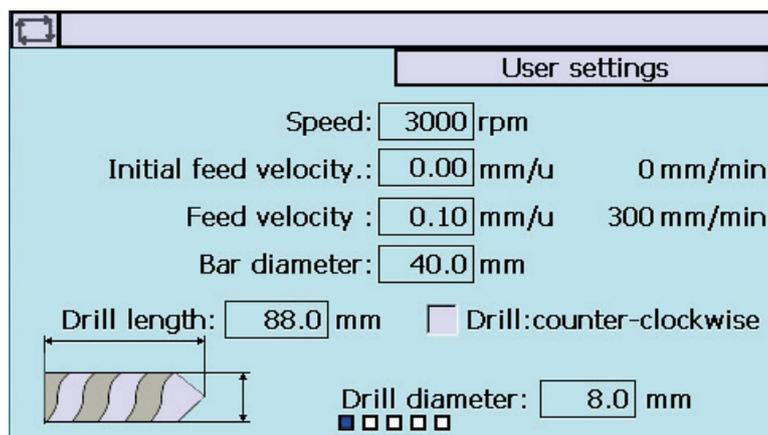 User settings
Speed: 3000 rpm
Initial feed velocity.: 0.00 mm/u 0 mm/min
Feed velocity : 0.10 mm/u 300 mm/min
Bar diameter: 40.0 mm
Drill length: 88.0 mm Drill:counter-clockwise
Drill diameter: 8.0 mm